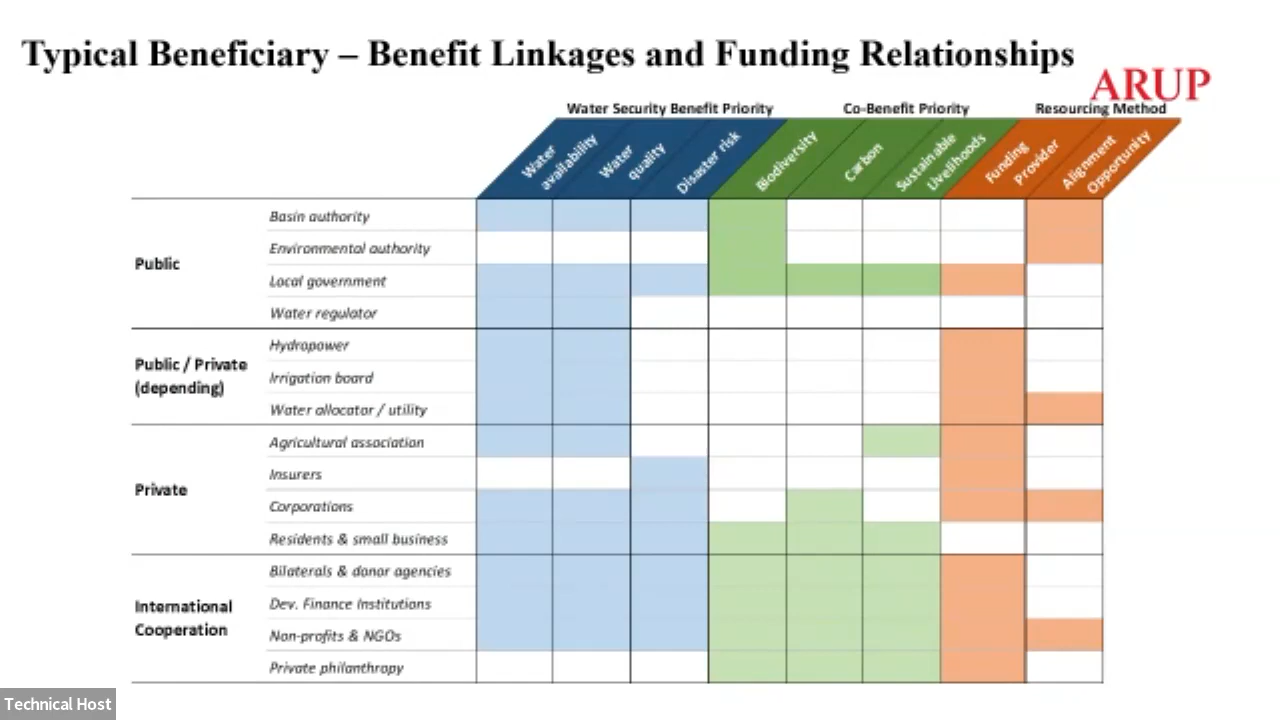 Typical Beneficiary – Benefit Linkages and Funding Relationships
ARUP
Water Security Benefit Priority
Co-Benefit Priority
Resourcing Method
Water
availability
Water
quality
Disaster risk
Biodiversity
Carbon
Sustainable
Livelihoods
Funding
Provider
Alignment
Opportunity
Public
Basin authority
Environmental authority
Local government
Water regulator
Public / Private
(depending)
Hydropower
Irrigation board
Water allocator / utility
Private
Agricultural association
Insurers
Corporations
Residents & small business
International
Cooperation
Bilaterals & donor agencies
Dev. Finance Institutions
Non-profits & NGOs
Private philanthropy
Technical Host